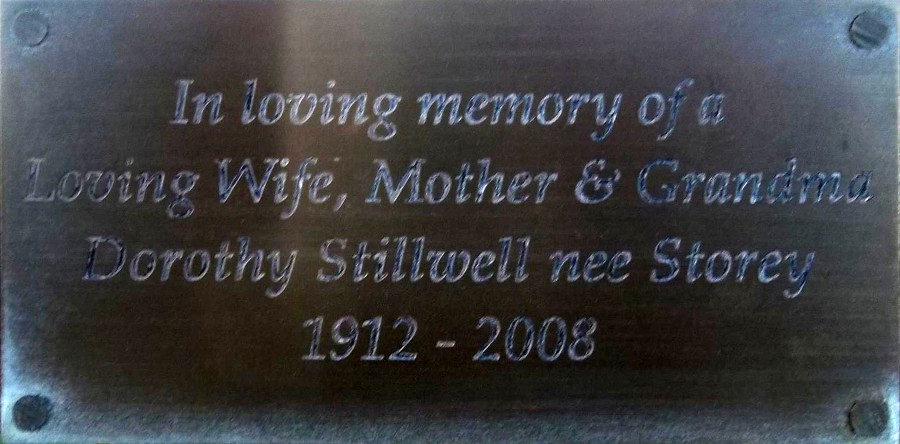 In loving memory of a
Loving Wife, Mother & Grandma
Dorothy Stillwell nee Storey
1912 - 2008